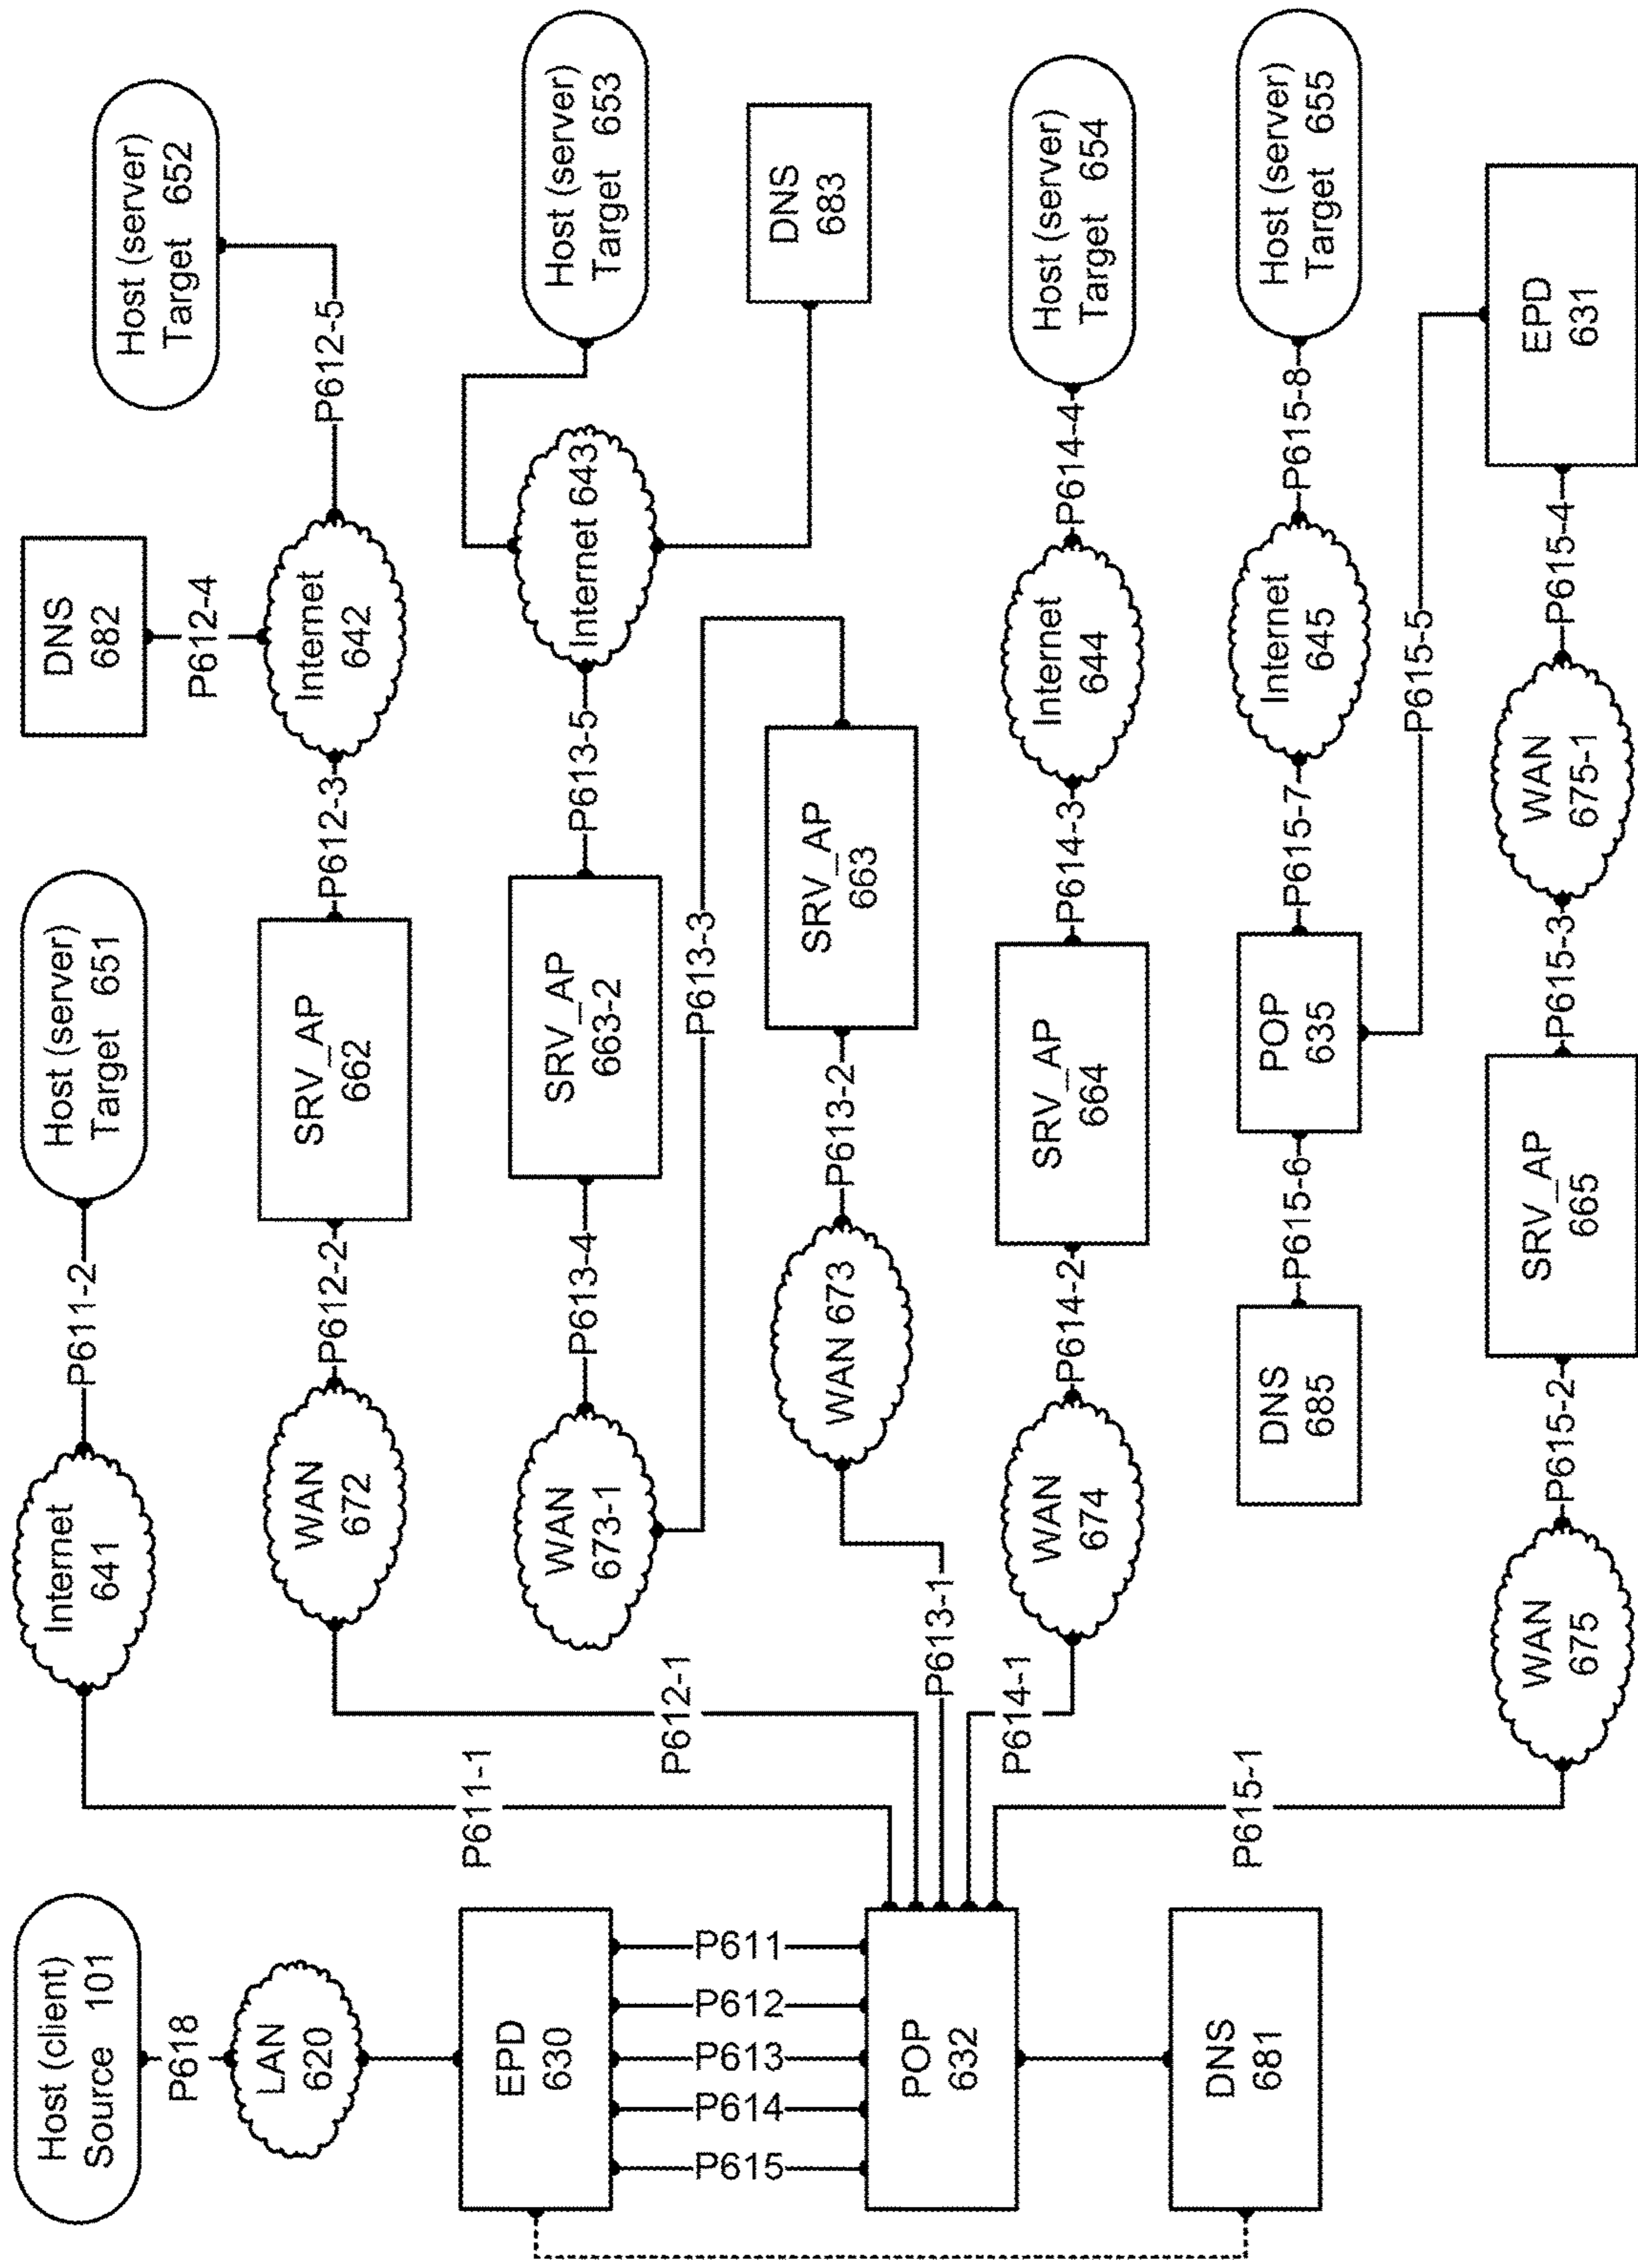 Host (client)
Source 101
P618
LAN
620
EPD
630
P611
P612
P613
P614
P615
POP
632
DNS
681
P611-1
Internet
641
P611-2
Host (server)
Target 651
P612-1
WAN
672
P612-2
SRV_AP
662
P612-3
Internet
642
P612-4
DNS
682
P612-5
Host (server)
Target 652
P613-1
WAN 673
P613-2
SRV_AP
663
P613-3
WAN
673-1
P613-4
SRV_AP
663-2
P613-5
Internet 643
Host (server)
Target 653
DNS
683
P614-1
WAN
674
P614-2
SRV_AP
664
P614-3
Internet
644
P614-4
Host (server)
Target 654
P615-1
WAN
675
P615-2
SRV_AP
665
P615-3
WAN
675-1
P615-4
EPD
631
P615-5
POP
635
P615-6
DNS
685
P615-7
Internet
645
P615-8
Host (server)
Target 655